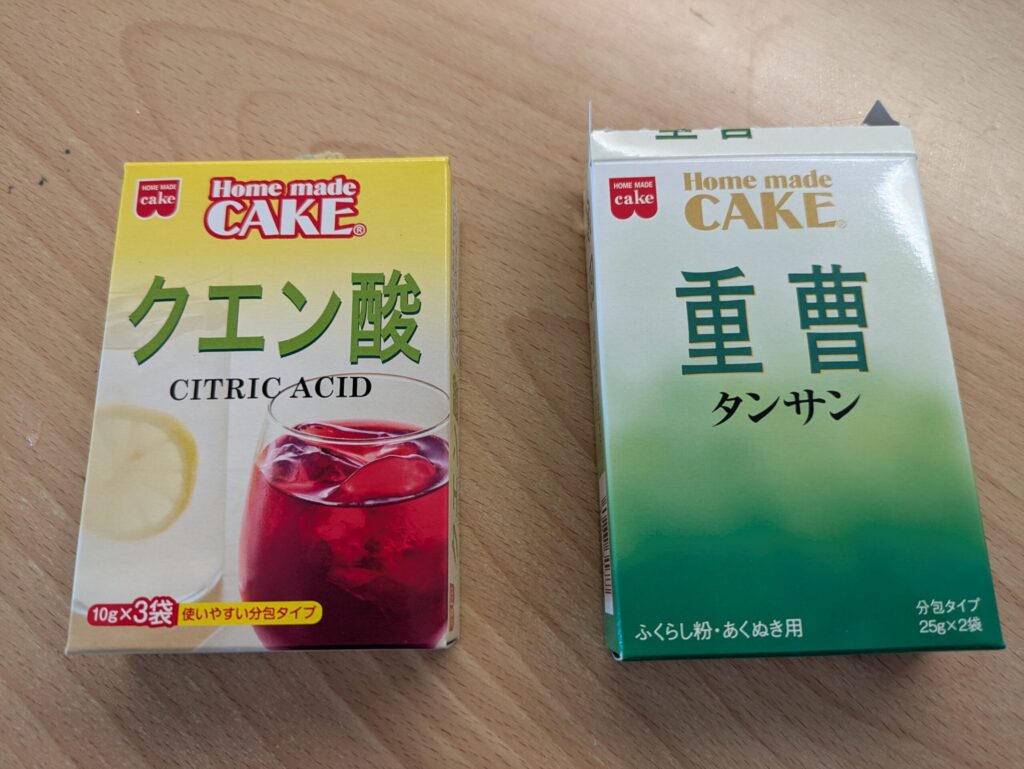 HOME MADE
cake
Home made
CAKE®
クエン酸
CITRIC ACID
10g×3袋 使いやすい分包タイプ
重曹
HOME MADE
cake
Home made
CAKE®
重曹
タンサン
ふくらし粉・あくぬき用
分包タイプ
25g×2袋